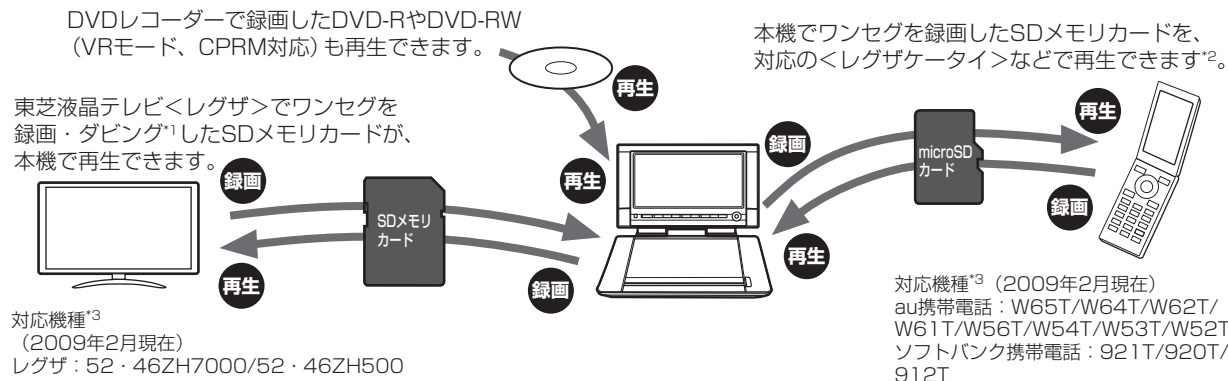 DVDレコーダーで録画したDVD-RやDVD-RW
（VRモード、CPRM対応）も再生できます。
再生
再生
本機でワンセグを録画したSDメモリカードを、
対応の＜レグザケータイ＞などで再生できます*2。
東芝液晶テレビ＜レグザ＞でワンセグを
録画・ダビング*1したSDメモリカードが、
本機で再生できます。
録画
SDメモリ
カード
再生
録画
録画
microSD
カード
再生
録画
再生
対応機種*3
（2009年2月現在）
レグザ：52・46ZH7000/52・46ZH500
対応機種*3（2009年2月現在）
au携帯電話：W65T/W64T/W62T/
W61T/W56T/W54T/W53T/W52T
ソフトバンク携帯電話：921T/920T/
912T